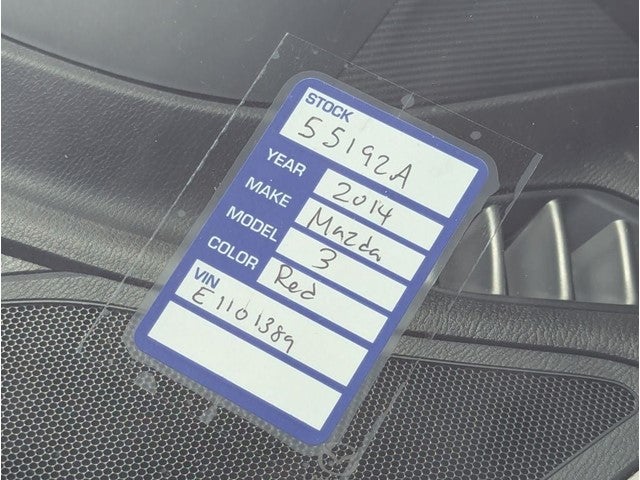 STOCK
55192A
YEAR 2014
MAKE Mazda
MODEL 3
COLOR Red
VIN
E1101389